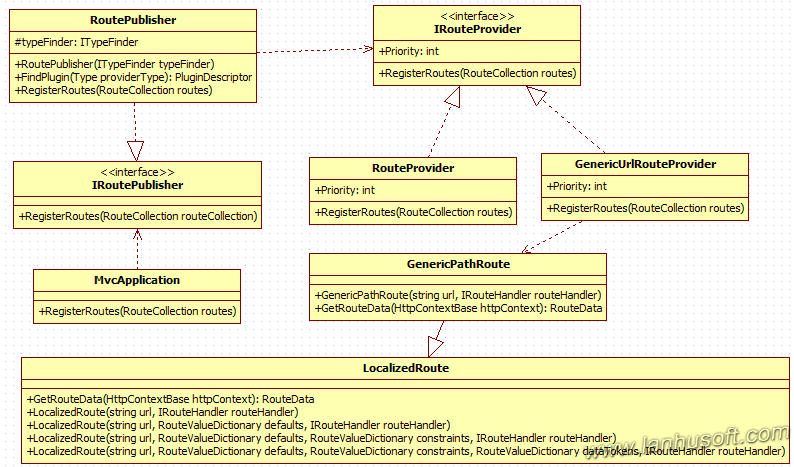 RoutePublisher
#typeFinder: ITypeFinder
+RoutePublisher(ITypeFinder typeFinder)
+FindPlugin(Type providerType): PluginDescriptor
+RegisterRoutes(RouteCollection routes)
<<interface>>
IRouteProvider
+Priority: int
+RegisterRoutes(RouteCollection routes)
<<interface>>
IRoutePublisher
+RegisterRoutes(RouteCollection routeCollection)
RouteProvider
+Priority: int
+RegisterRoutes(RouteCollection routes)
GenericUrlRouteProvider
+Priority: int
+RegisterRoutes(RouteCollection routes)
MvcApplication
+RegisterRoutes(RouteCollection routes)
GenericPathRoute
+GenericPathRoute(string url, IRouteHandler routeHandler)
+GetRouteData(HttpContextBase httpContext): RouteData
LocalizedRoute
+GetRouteData(HttpContextBase httpContext): RouteData
+LocalizedRoute(string url, IRouteHandler routeHandler)
+LocalizedRoute(string url, RouteValueDictionary defaults, IRouteHandler routeHandler)
+LocalizedRoute(string url, RouteValueDictionary defaults, RouteValueDictionary constraints, IRouteHandler routeHandler)
+LocalizedRoute(string url, RouteValueDictionary defaults, RouteValueDictionary constraints, RouteValueDictionary dataTokens, IRouteHandler routeHandler)
www.lanhusoft.com